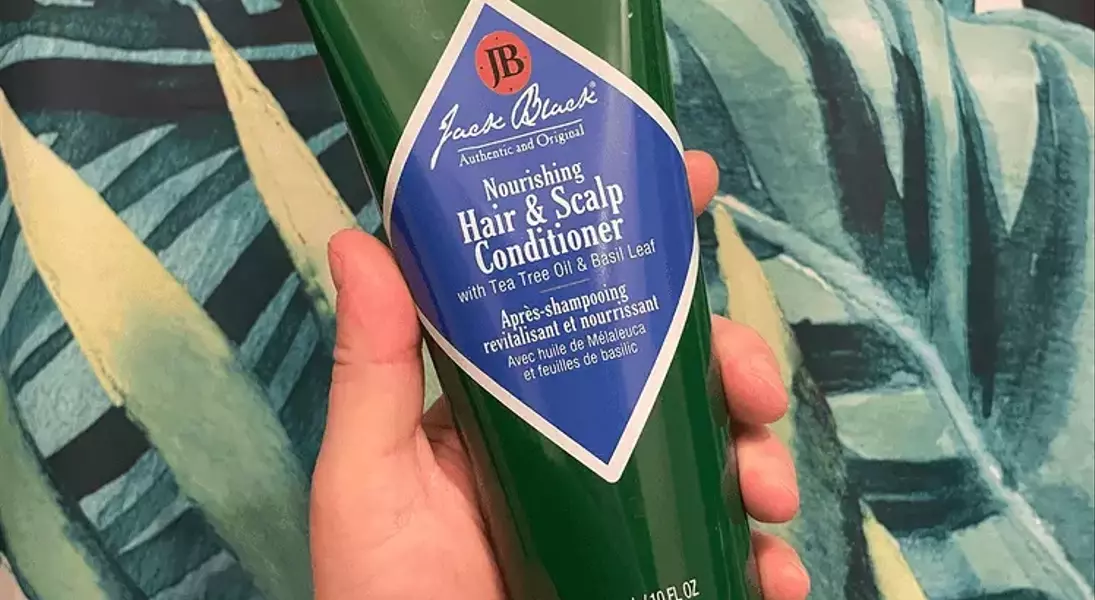 JB
Jack Black®
Authentic and Original
Nourishing
Hair & Scalp
Conditioner
with Tea Tree Oil & Basil Leaf
Après-shampooing
revitalisant et nourrissant
Avec huile de Mélaleuca
et feuilles de basilic
/ 10 FL OZ